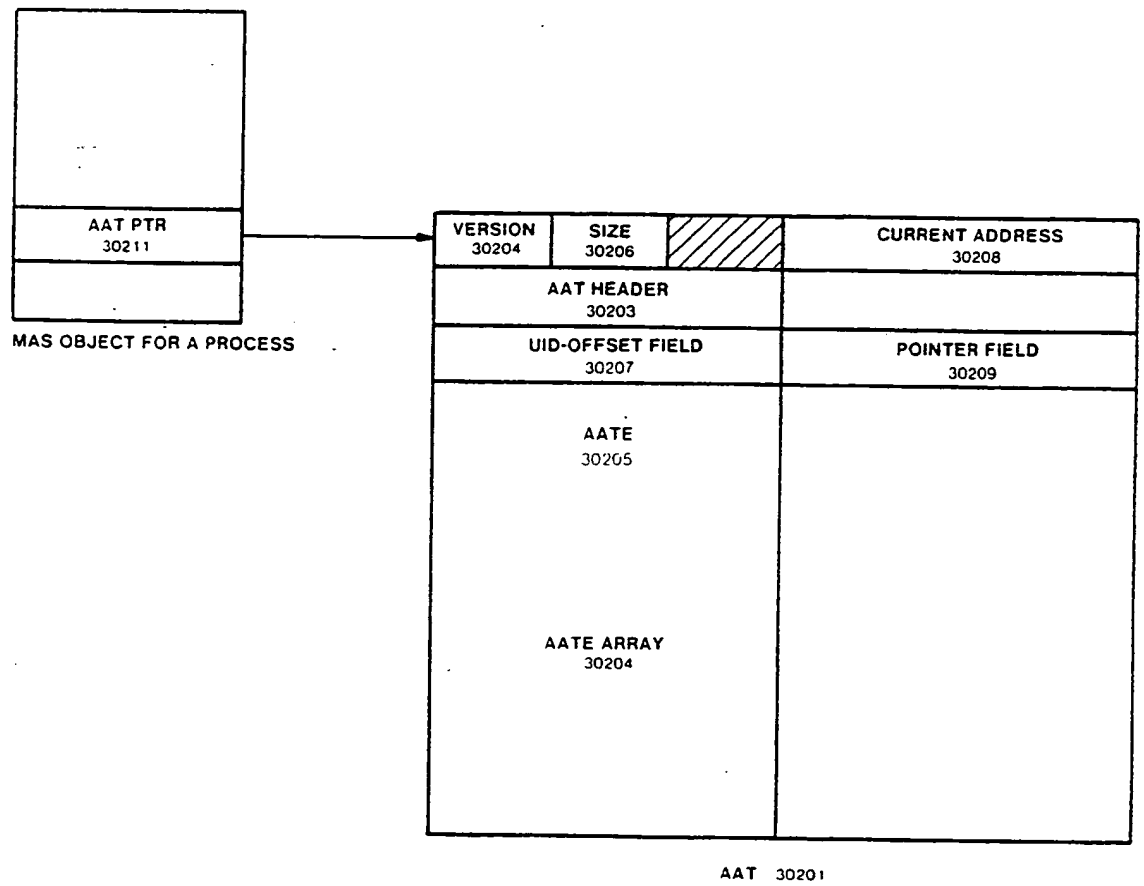 AAT PTR
30211
MAS OBJECT FOR A PROCESS
VERSION
30204
SIZE
30206
CURRENT ADDRESS
30208
AAT HEADER
30203
UID-OFFSET FIELD
30207
POINTER FIELD
30209
AATE
30205
AATE ARRAY
30204
AAT 30201